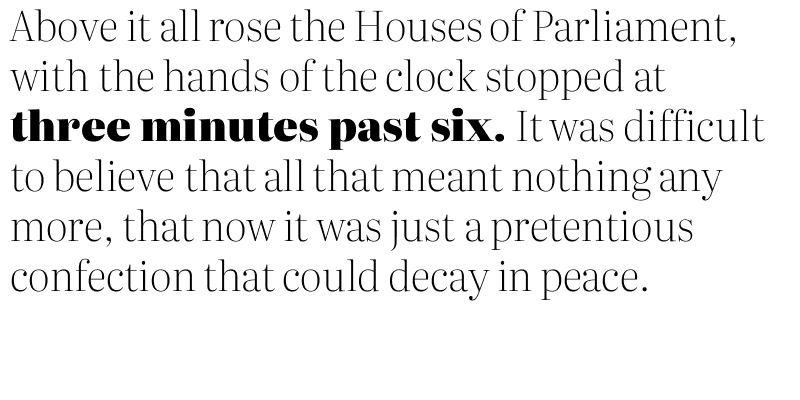 Above it all rose the Houses of Parliament,
with the hands of the clock stopped at
three minutes past six. It was difficult
to believe that all that meant nothing any
more, that now it was just a pretentious
confection that could decay in peace.